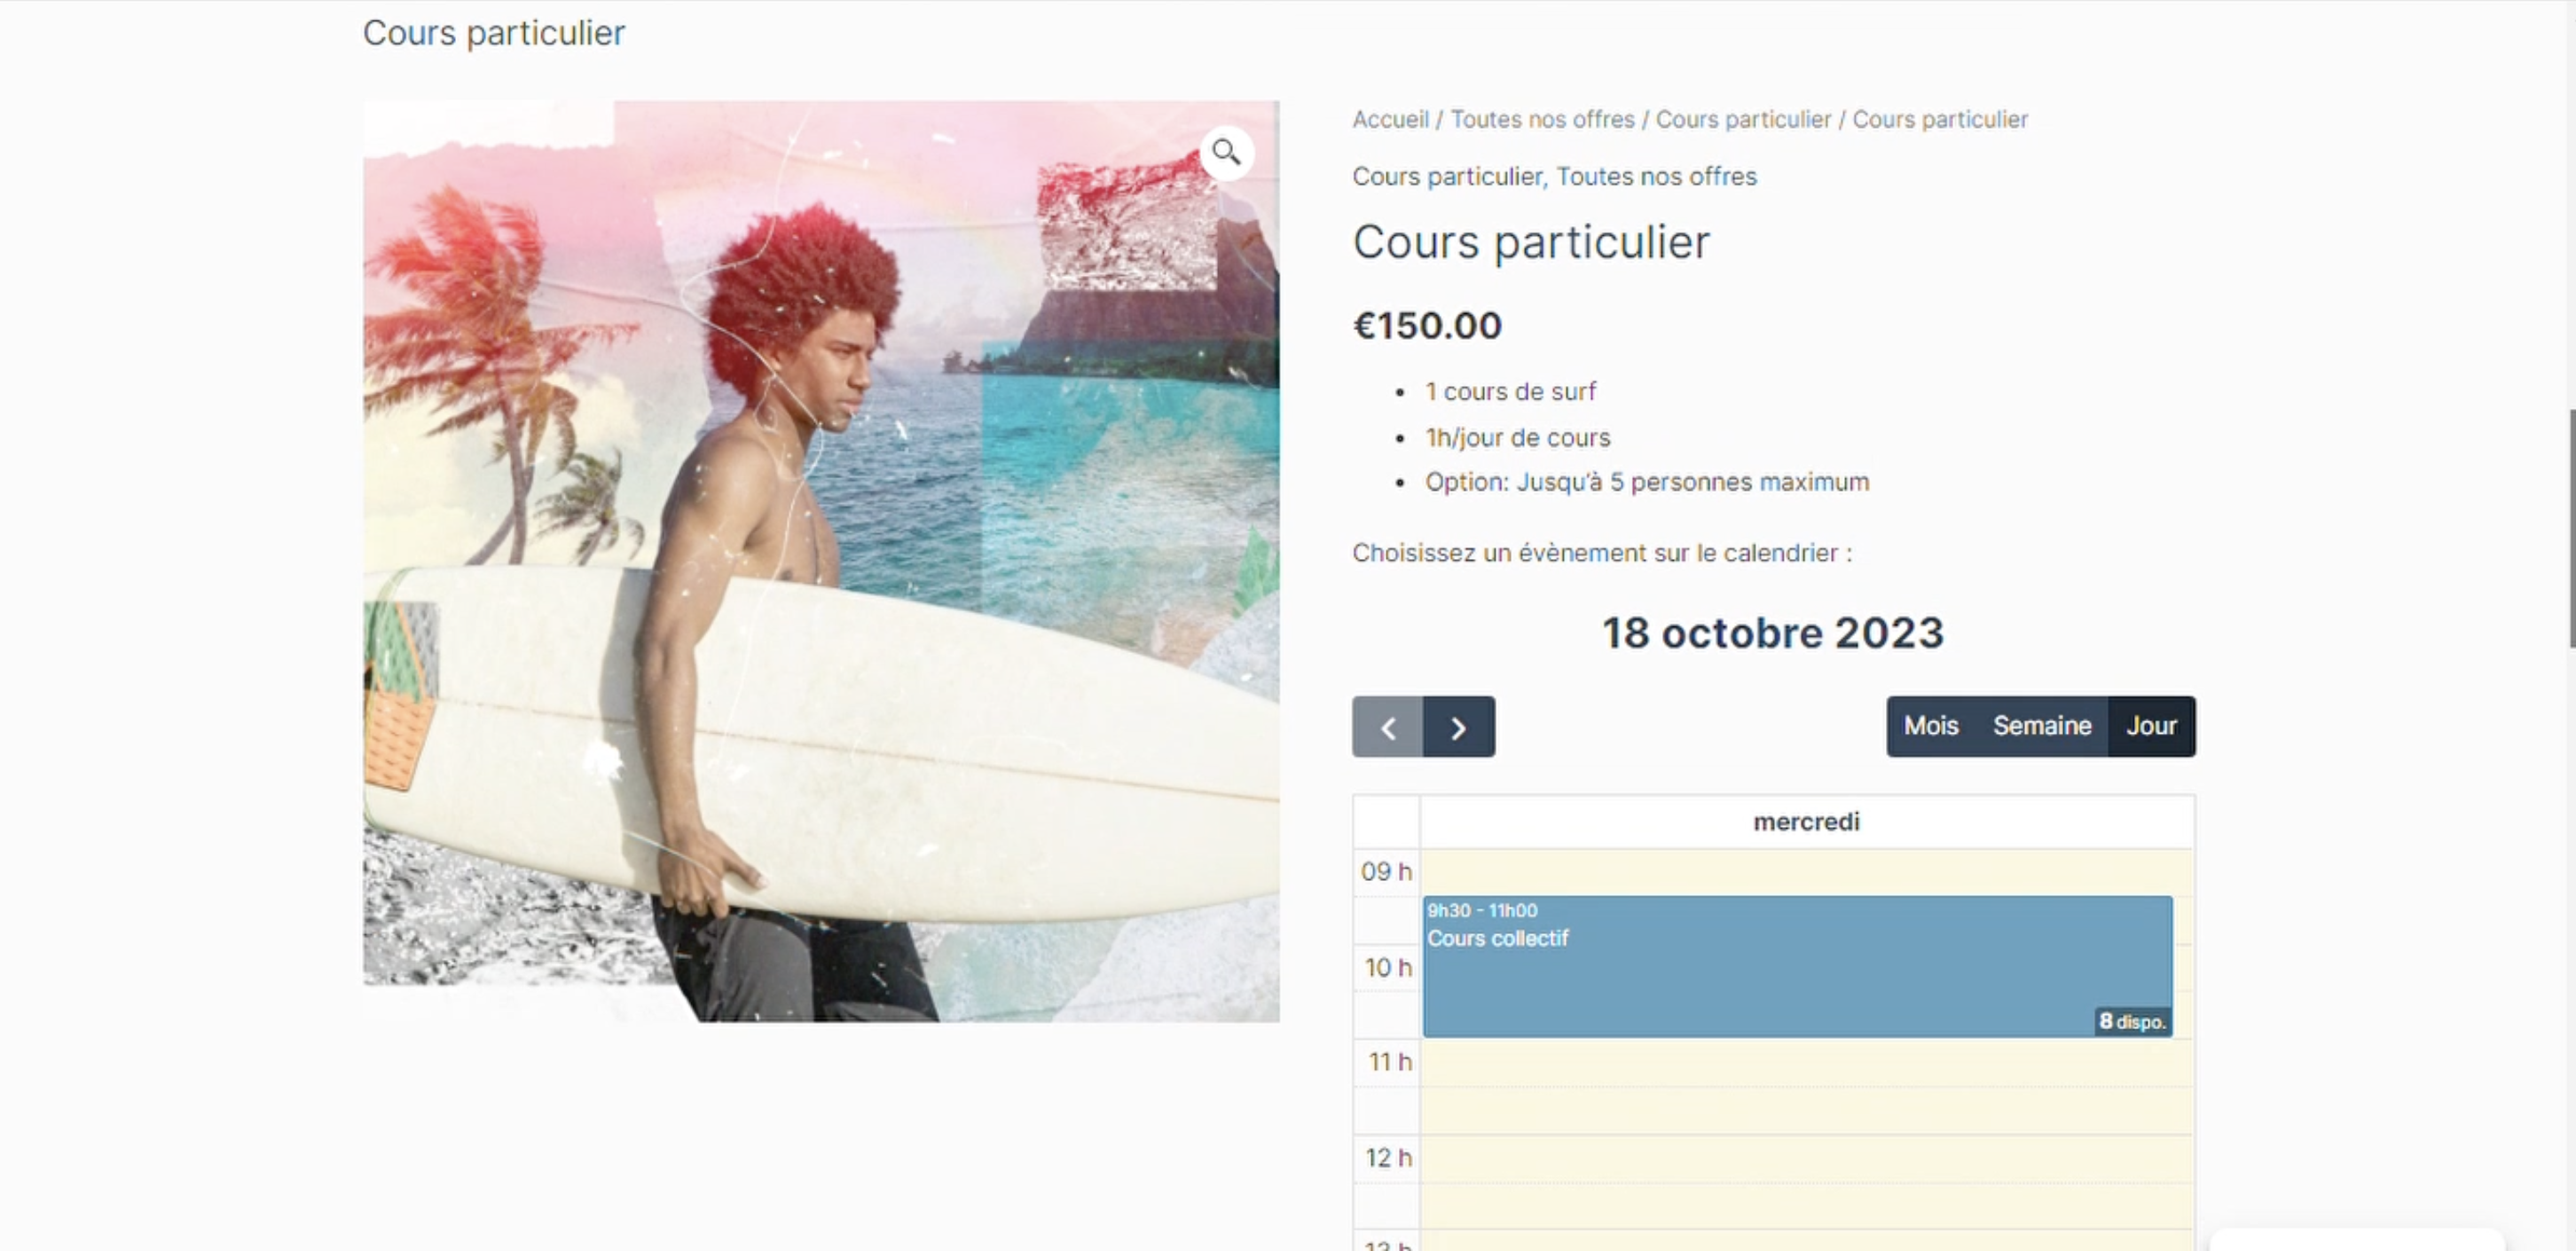 Cours particulier
Accueil / Toutes nos offres / Cours particulier / Cours particulier
Cours particulier, Toutes nos offres
Cours particulier
€150.00
• 1 cours de surf
• 1h/jour de cours
• Option: Jusqu'à 5 personnes maximum
Choisissez un évènement sur le calendrier :
18 octobre 2023
Mois Semaine Jour
mercredi
09 h
9h30 - 11h00
Cours collectif
10 h
8 dispo.
11 h
12 h